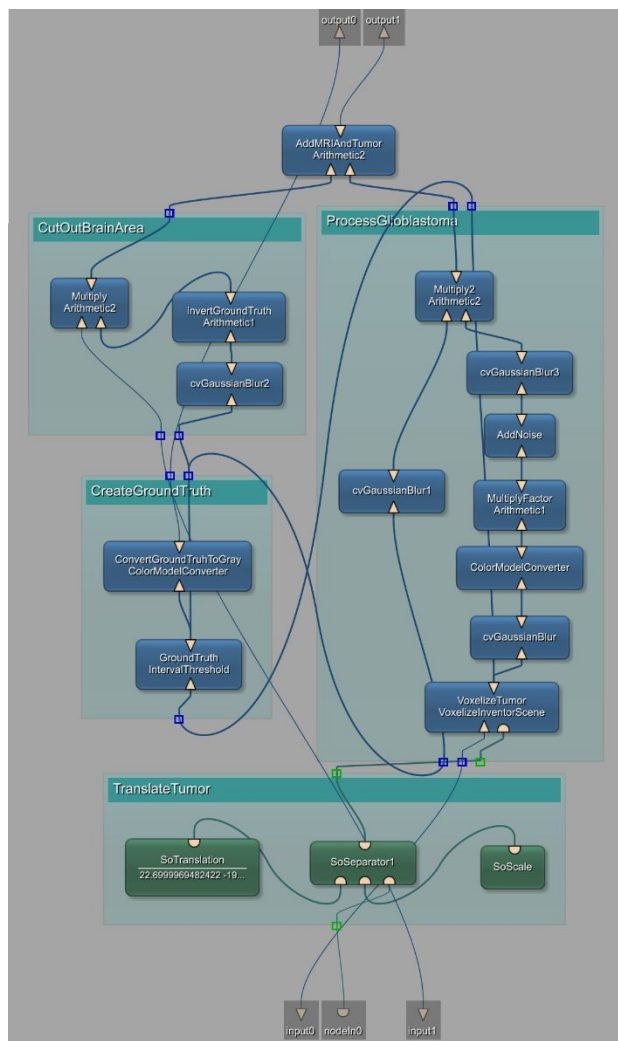 output0 output1
AddMRIAndTumor
Arithmetic2
CutOutBrainArea
Multiply
Arithmetic2
InvertGroundTruth
Arithmetic1
cvGaussianBlur2
ProcessGlioblastoma
Multiply2
Arithmetic2
cvGaussianBlur3
AddNoise
cvGaussianBlur1
MultiplyFactor
Arithmetic1
ColorModelConverter
cvGaussianBlur
VoxelizeTumor
VoxelizeInventorScene
CreateGroundTruth
ConvertGroundTruhToGray
ColorModelConverter
GroundTruth
IntervalThreshold
TranslateTumor
SoTranslation
22.6999969482422 -19...
SoSeparator1
SoScale
input0 nodeIn0 input1